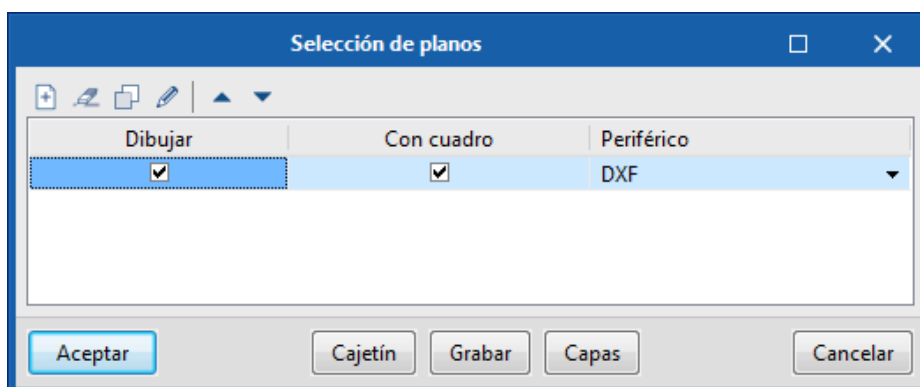 Selección de planos
Dibujar Con cuadro Periférico
DXF
Aceptar Cajetín Grabar Capas Cancelar